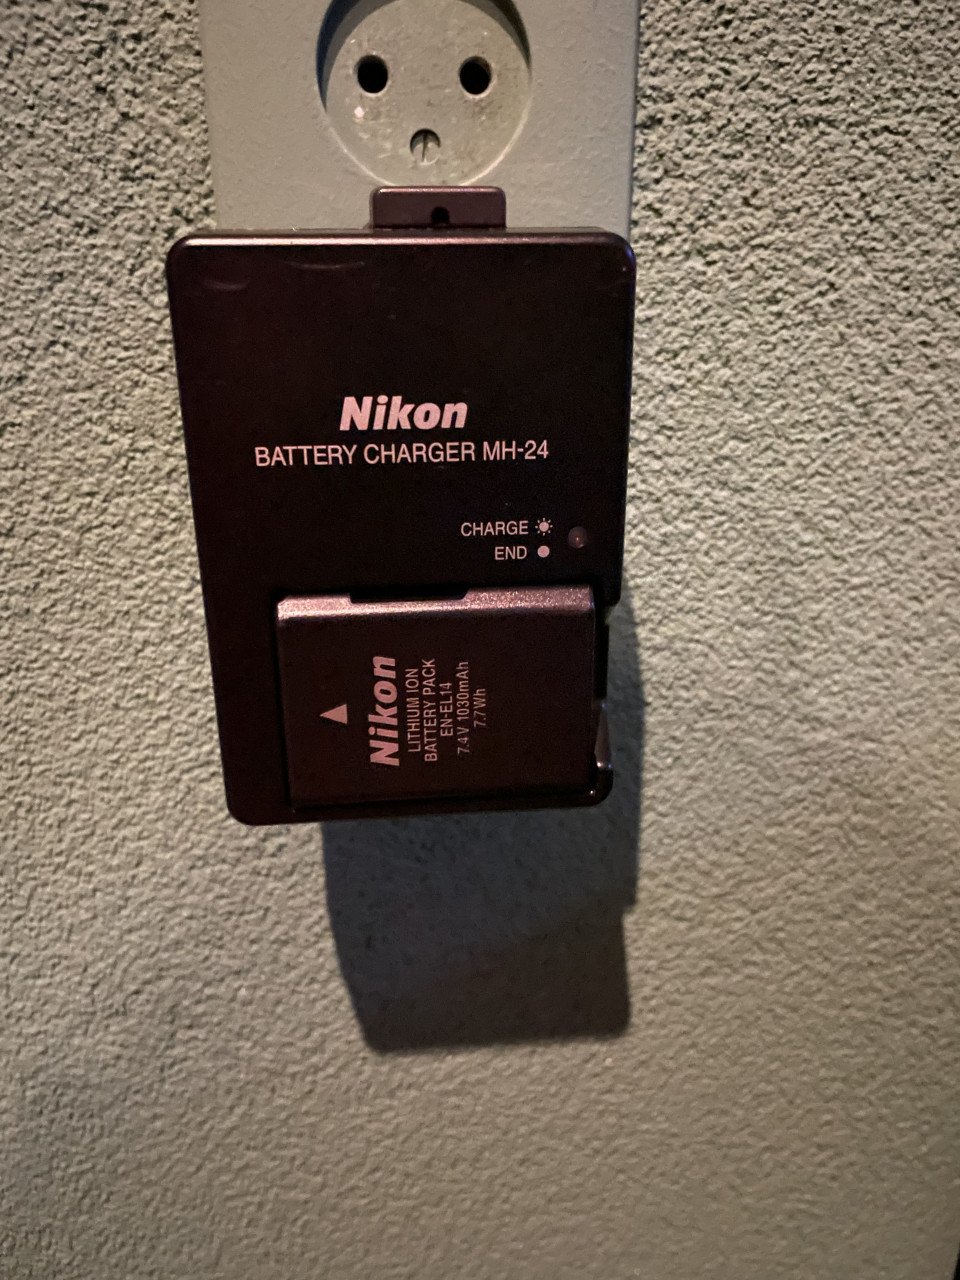 Nikon
BATTERY CHARGER MH-24
CHARGE
END
Nikon
LITHIUM ION
BATTERY PACK
EN-EL14
7.4V 1030mAh
7.7Wh